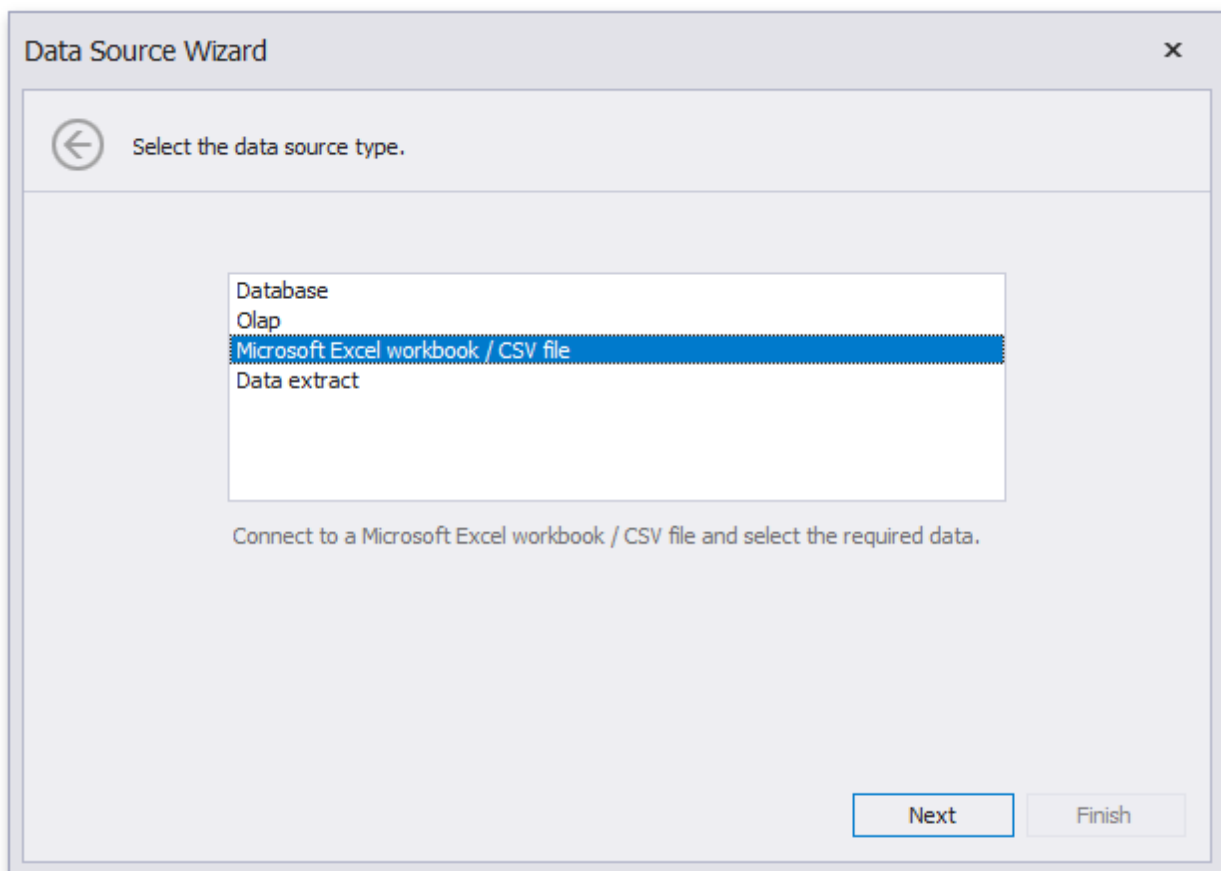 Data Source Wizard
Select the data source type.
Database
Olap
Microsoft Excel workbook / CSV file
Data extract
Connect to a Microsoft Excel workbook / CSV file and select the required data.
Next
Finish